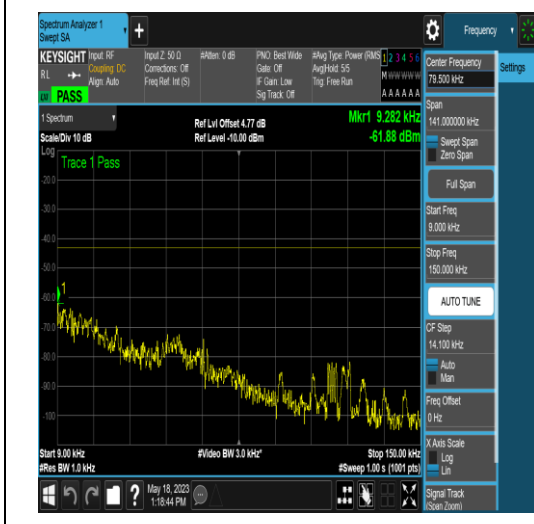 Spectrum Analyzer 1
Swept SA
+
Frequency
KEYSIGHT
RL
PASS
Input: RF
Coupling: DC
Align: Auto
Input Z: 50 Ω
Corrections: Off
Freq Ref: Int (S)
#Atten: 0 dB
PNO: Best Wide
Gate: Off
IF Gain: Low
Sig Track: Off
#Avg Type: Power (RMS
Avg|Hold: 5/5
Trig: Free Run
1 2 3 4 5 6
M W W W W W
A A A A A A
1 Spectrum
Scale/Div 10 dB
Log
Ref Lvl Offset 4.77 dB
Ref Level -10.00 dBm
Mkr1 9.282 kHz
-61.88 dBm
Trace 1 Pass
-20.0
-30.0
-40.0
-50.0
-60.0
-70.0
-80.0
-90.0
-100
1
Start 9.00 kHz
#Res BW 1.0 kHz
#Video BW 3.0 kHz*
Stop 150.00 kHz
#Sweep 1.00 s (1001 pts)
May 18, 2023
1:18:44 PM
Center Frequency
79.500 kHz
Span
141.000000 kHz
Swept Span
Zero Span
Full Span
Start Freq
9.000 kHz
Stop Freq
150.000 kHz
AUTO TUNE
CF Step
14.100 kHz
Auto
Man
Freq Offset
0 Hz
X Axis Scale
Log
Lin
Signal Track
(Span Zoom)
Settings